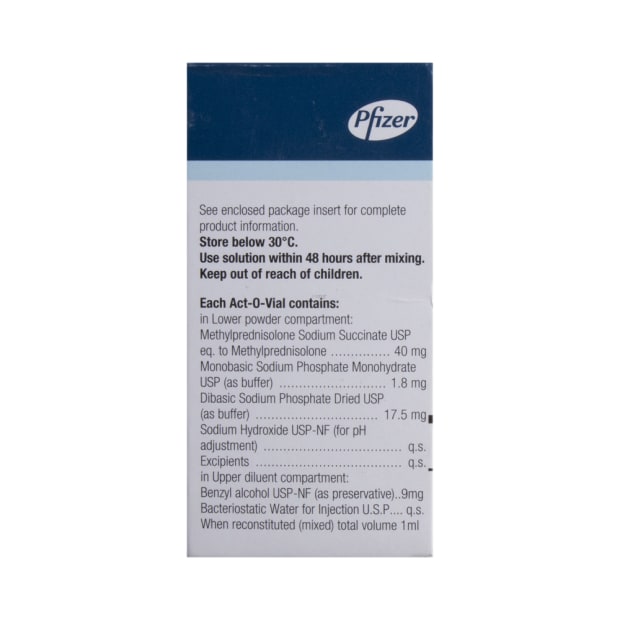 Pfizer
See enclosed package insert for complete
product information.
Store below 30°C.
Use solution within 48 hours after mixing.
Keep out of reach of children.
Each Act-O-Vial contains:
in Lower powder compartment:
Methylprednisolone Sodium Succinate USP
eq. to Methylprednisolone ............... 40 mg
Monobasic Sodium Phosphate Monohydrate
USP (as buffer) ........................... 1.8 mg
Dibasic Sodium Phosphate Dried USP
(as buffer) .................................. 17.5 mg
Sodium Hydroxide USP-NF (for pH
adjustment) ................................... q.s.
Excipients ..................................... q.s.
in Upper diluent compartment:
Benzyl alcohol USP-NF (as preservative)..9mg
Bacteriostatic Water for Injection U.S.P.... q.s.
When reconstituted (mixed) total volume 1ml